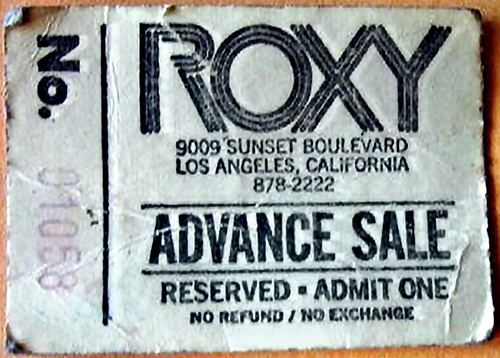 No. 01058
ROXY
9009 SUNSET BOULEVARD
LOS ANGELES, CALIFORNIA
878-2222
ADVANCE SALE
RESERVED ▪ ADMIT ONE
NO REFUND / NO EXCHANGE